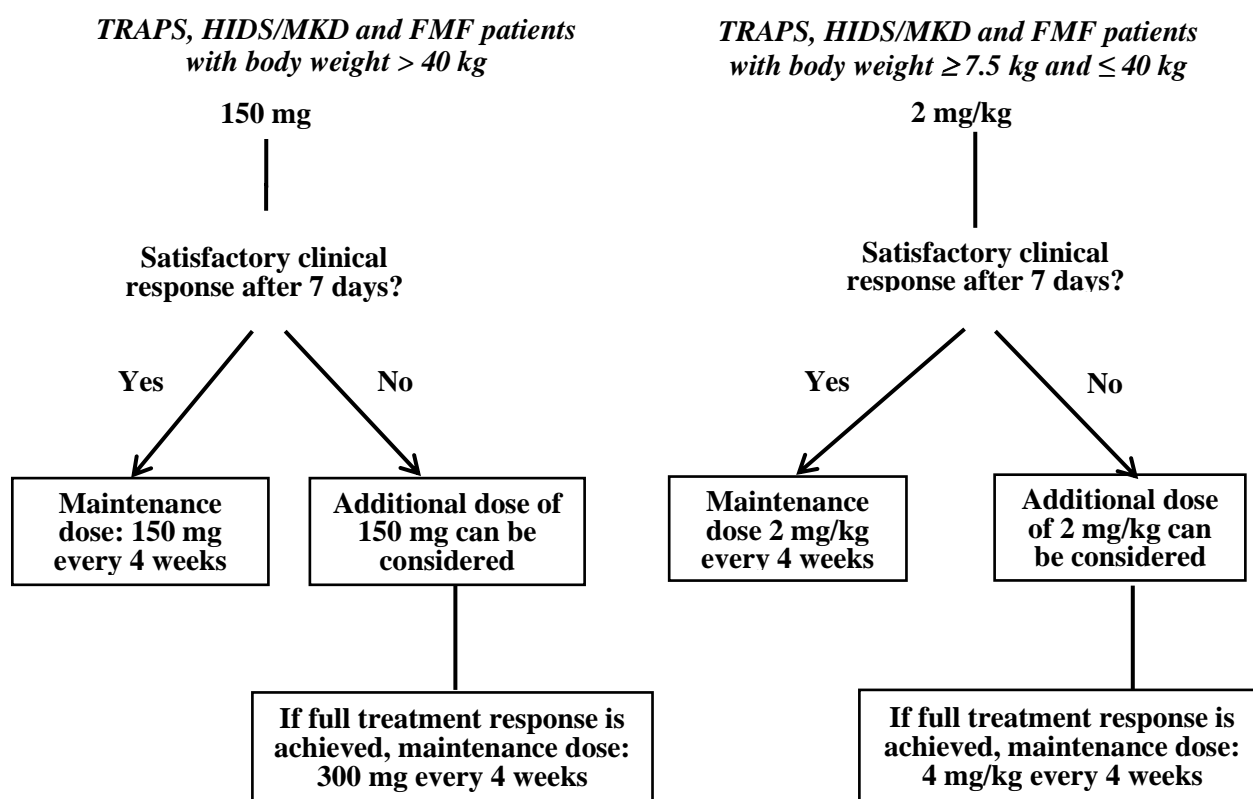 TRAPS, HIDS/MKD and FMF patients
with body weight > 40 kg
150 mg
Satisfactory clinical
response after 7 days?
Yes
No
Maintenance
dose: 150 mg
every 4 weeks
Additional dose of
150 mg can be
considered
If full treatment response is
achieved, maintenance dose:
300 mg every 4 weeks
TRAPS, HIDS/MKD and FMF patients
with body weight ≥ 7.5 kg and ≤ 40 kg
2 mg/kg
Satisfactory clinical
response after 7 days?
Yes
No
Maintenance
dose 2 mg/kg
every 4 weeks
Additional dose
of 2 mg/kg can
be considered
If full treatment response is
achieved, maintenance dose:
4 mg/kg every 4 weeks